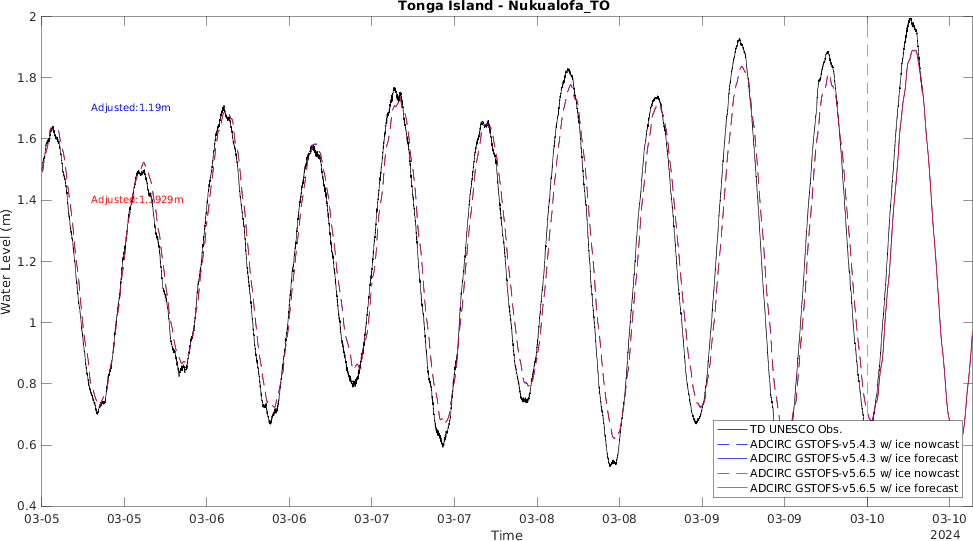 Tonga Island - Nukualofa_TO
2
1.8
1.6
1.4
1.2
1
0.8
0.6
0.4
Water Level (m)
Adjusted:1.19m
Adjusted:1.1929m
TD UNESCO Obs.
ADCIRC GSTOFS-v5.4.3 w/ ice nowcast
ADCIRC GSTOFS-v5.4.3 w/ ice forecast
ADCIRC GSTOFS-v5.6.5 w/ ice nowcast
ADCIRC GSTOFS-v5.6.5 w/ ice forecast
03-05 03-05 03-06 03-06 03-07 03-07 03-08 03-08 03-09 03-09 03-10 03-10
2024
Time